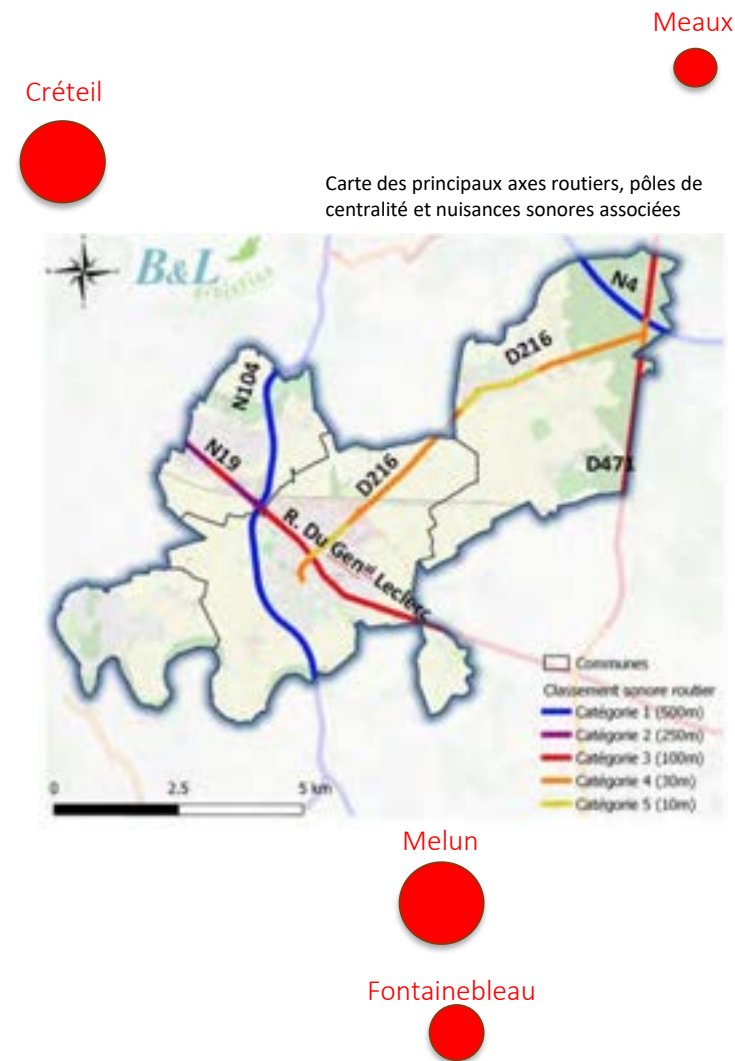 Meaux
Créteil
Carte des principaux axes routiers, pôles de
centralité et nuisances sonores associées
B&L
évolution
N4
D216
N104
N19
D216
D471
R. Du Genal Leclerc
Communes
Classement sonore routier
Catégorie 1 (500m)
Catégorie 2 (250m)
Catégorie 3 (100m)
Catégorie 4 (30m)
Catégorie 5 (10m)
0 2.5 5 km
Melun
Fontainebleau